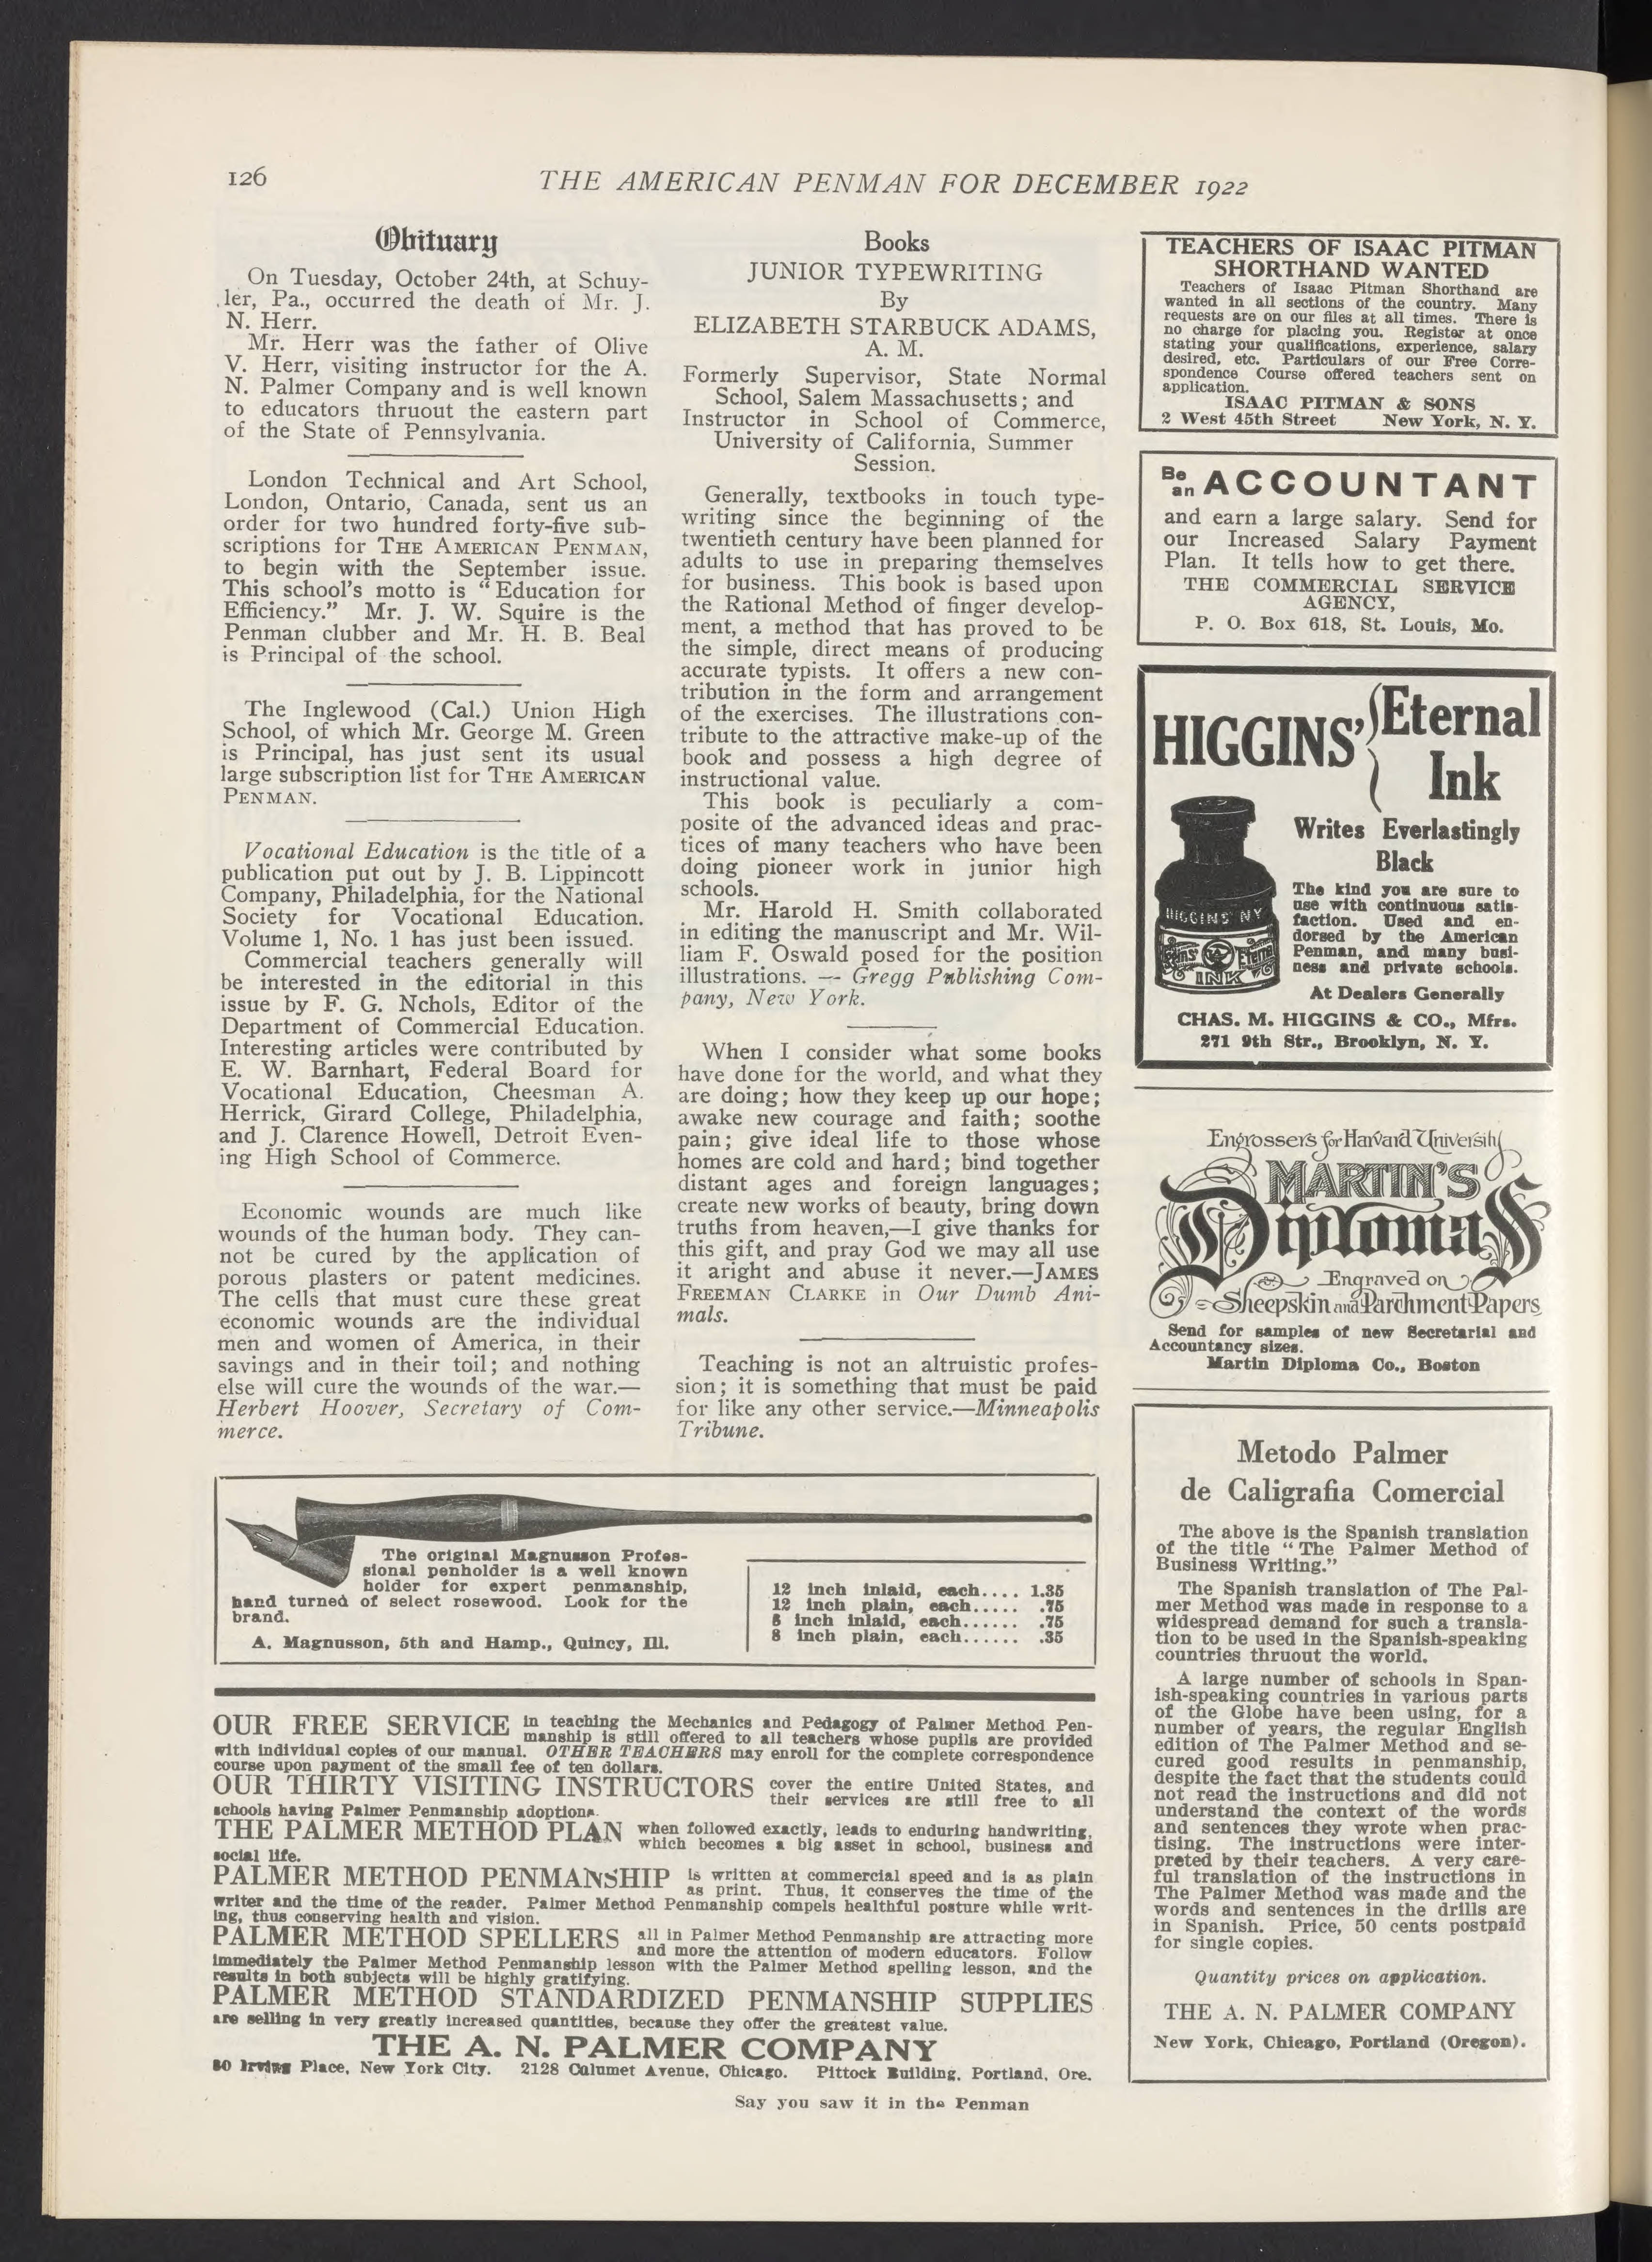 126
THE AMERICAN PENMAN FOR DECEMBER 1922
Obituary
On Tuesday, October 24th, at Schuy-
ler, Pa., occurred the death of Mr. J.
N. Herr.
Mr. Herr was the father of Olive
V. Herr, visiting instructor for the A.
N. Palmer Company and is well known
to educators thruout the eastern part
of the State of Pennsylvania.
London Technical and Art School,
London, Ontario, Canada, sent us an
order for two hundred forty-five sub-
scriptions for THE AMERICAN PENMAN,
to begin with the September issue.
This school's motto is "Education for
Efficiency." Mr. J. W. Squire is the
Penman clubber and Mr. H. B. Beal
is Principal of the school.
The Inglewood (Cal.) Union High
School, of which Mr. George M. Green
is Principal, has just sent its usual
large subscription list for THE AMERICAN
PENMAN.
Vocational Education is the title of a
publication put out by J. B. Lippincott
Company, Philadelphia, for the National
Society for Vocational Education.
Volume 1, No. 1 has just been issued.
Commercial teachers generally will
be interested in the editorial in this
issue by F. G. Nchols, Editor of the
Department of Commercial Education.
Interesting articles were contributed by
E. W. Barnhart, Federal Board for
Vocational Education, Cheesman A.
Herrick, Girard College, Philadelphia,
and J. Clarence Howell, Detroit Even-
ing High School of Commerce.
Economic wounds are much like
wounds of the human body. They can-
not be cured by the application of
porous plasters or patent medicines.
The cells that must cure these great
economic wounds are the individual
men and women of America, in their
savings and in their toil; and nothing
else will cure the wounds of the war.—
Herbert Hoover, Secretary of Com-
merce.
Books
JUNIOR TYPEWRITING
By
ELIZABETH STARBUCK ADAMS,
A. M.
Formerly Supervisor, State Normal
School, Salem Massachusetts; and
Instructor in School of Commerce,
University of California, Summer
Session.
Generally, textbooks in touch type-
writing since the beginning of the
twentieth century have been planned for
adults to use in preparing themselves
for business. This book is based upon
the Rational Method of finger develop-
ment, a method that has proved to be
the simple, direct means of producing
accurate typists. It offers a new con-
tribution in the form and arrangement
of the exercises. The illustrations con-
tribute to the attractive make-up of the
book and possess a high degree of
instructional value.
This book is peculiarly a com-
posite of the advanced ideas and prac-
tices of many teachers who have been
doing pioneer work in junior high
schools.
Mr. Harold H. Smith collaborated
in editing the manuscript and Mr. Wil-
liam F. Oswald posed for the position
illustrations. — Gregg Publishing Com-
pany, New York.
When I consider what some books
have done for the world, and what they
are doing; how they keep up our hope;
awake new courage and faith; soothe
pain; give ideal life to those whose
homes are cold and hard; bind together
distant ages and foreign languages;
create new works of beauty, bring down
truths from heaven,—I give thanks for
this gift, and pray God we may all use
it aright and abuse it never.—JAMES
FREEMAN CLARKE in Our Dumb Ani-
mals.
Teaching is not an altruistic profes-
sion; it is something that must be paid
for like any other service.—Minneapolis
Tribune.
TEACHERS OF ISAAC PITMAN
SHORTHAND WANTED
Teachers of Isaac Pitman Shorthand are
wanted in all sections of the country. Many
requests are on our files at all times. There is
no charge for placing you. Register at once
stating your qualifications, experience, salary
desired, etc. Particulars of our Free Corre-
spondence Course offered teachers sent on
application.
ISAAC PITMAN & SONS
2 West 45th Street New York, N. Y.
Be an ACCOUNTANT
and earn a large salary. Send for
our Increased Salary Payment
Plan. It tells how to get there.
THE COMMERCIAL SERVICE
AGENCY,
P. O. Box 618, St. Louis, Mo.
HIGGINS' Eternal
Ink
Writes Everlastingly
Black
The kind you are sure to
use with continuous satis-
faction. Used and en-
dorsed by the American
Penman, and many busi-
ness and private schools.
HIGGINS' NY
Eternal
INK
At Dealers Generally
CHAS. M. HIGGINS & CO., Mfrs.
271 9th Str., Brooklyn, N. Y.
Engrossers for Harvard University
MARTIN'S
Diplomas
Engraved on
Sheepskin and Parchment Papers
Send for samples of new Secretarial and
Accountancy sizes.
Martin Diploma Co., Boston
Metodo Palmer
de Caligrafia Comercial
The above is the Spanish translation
of the title "The Palmer Method of
Business Writing."
The Spanish translation of The Pal-
mer Method was made in response to a
widespread demand for such a transla-
tion to be used in the Spanish-speaking
countries thruout the world.
A large number of schools in Span-
ish-speaking countries in various parts
of the Globe have been using, for a
number of years, the regular English
edition of The Palmer Method and se-
cured good results in penmanship,
despite the fact that the students could
not read the instructions and did not
understand the context of the words
and sentences they wrote when prac-
tising. The instructions were inter-
preted by their teachers. A very care-
ful translation of the instructions in
The Palmer Method was made and the
words and sentences in the drills are
in Spanish. Price, 50 cents postpaid
for single copies.
Quantity prices on application.
THE A. N. PALMER COMPANY
New York, Chicago, Portland (Oregon).
The original Magnusson Profes-
sional penholder is a well known
holder for expert penmanship,
hand turned of select rosewood. Look for the
brand.
A. Magnusson, 5th and Hamp., Quincy, Ill.
12 inch inlaid, each.... 1.35
12 inch plain, each..... .75
8 inch inlaid, each...... .75
8 inch plain, each...... .35
OUR FREE SERVICE in teaching the Mechanics and Pedagogy of Palmer Method Pen-
manship is still offered to all teachers whose pupils are provided
with individual copies of our manual. OTHER TEACHERS may enroll for the complete correspondence
course upon payment of the small fee of ten dollars.
OUR THIRTY VISITING INSTRUCTORS cover the entire United States, and
their services are still free to all
schools having Palmer Penmanship adoptions.
THE PALMER METHOD PLAN when followed exactly, leads to enduring handwriting,
which becomes a big asset in school, business and
social life.
PALMER METHOD PENMANSHIP is written at commercial speed and is as plain
as print. Thus, it conserves the time of the
writer and the time of the reader. Palmer Method Penmanship compels healthful posture while writ-
ing, thus conserving health and vision.
PALMER METHOD SPELLERS all in Palmer Method Penmanship are attracting more
and more the attention of modern educators. Follow
immediately the Palmer Method Penmanship lesson with the Palmer Method spelling lesson, and the
results in both subjects will be highly gratifying.
PALMER METHOD STANDARDIZED PENMANSHIP SUPPLIES
are selling in very greatly increased quantities, because they offer the greatest value.
THE A. N. PALMER COMPANY
30 Irving Place, New York City. 2128 Calumet Avenue, Chicago. Pittock Building, Portland, Ore.
Say you saw it in the Penman